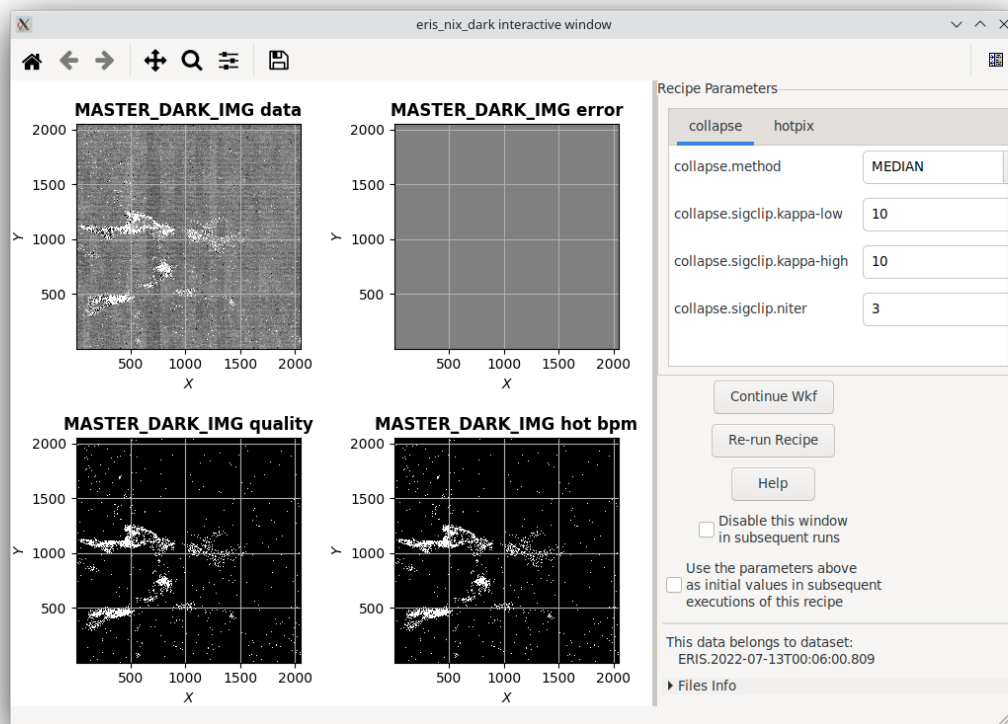 eris_nix_dark interactive window
MASTER_DARK_IMG data
2000
1500
1000
500
Y
500 1000 1500 2000
X
MASTER_DARK_IMG error
2000
1500
1000
500
Y
500 1000 1500 2000
X
MASTER_DARK_IMG quality
2000
1500
1000
500
Y
500 1000 1500 2000
X
MASTER_DARK_IMG hot bpm
2000
1500
1000
500
Y
500 1000 1500 2000
X
Recipe Parameters
collapse hotpix
collapse.method MEDIAN
collapse.sigclip.kappa-low 10
collapse.sigclip.kappa-high 10
collapse.sigclip.niter 3
Continue Wkf
Re-run Recipe
Help
Disable this window
in subsequent runs
Use the parameters above
as initial values in subsequent
executions of this recipe
This data belongs to dataset:
ERIS.2022-07-13T00:06:00.809
Files Info